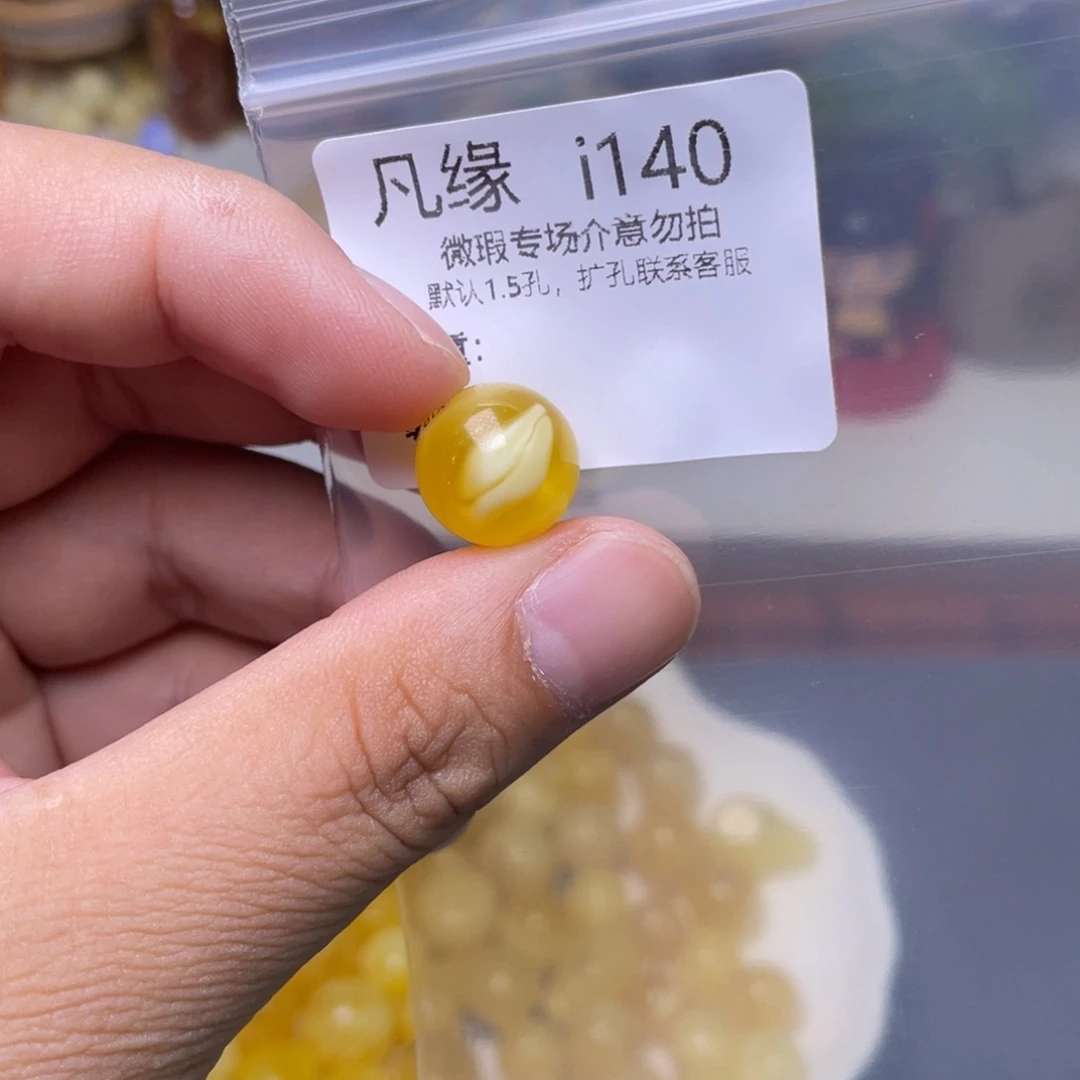 凡缘 i140
微瑕专场介意勿拍
默认1.5孔，扩孔联系客服
重：